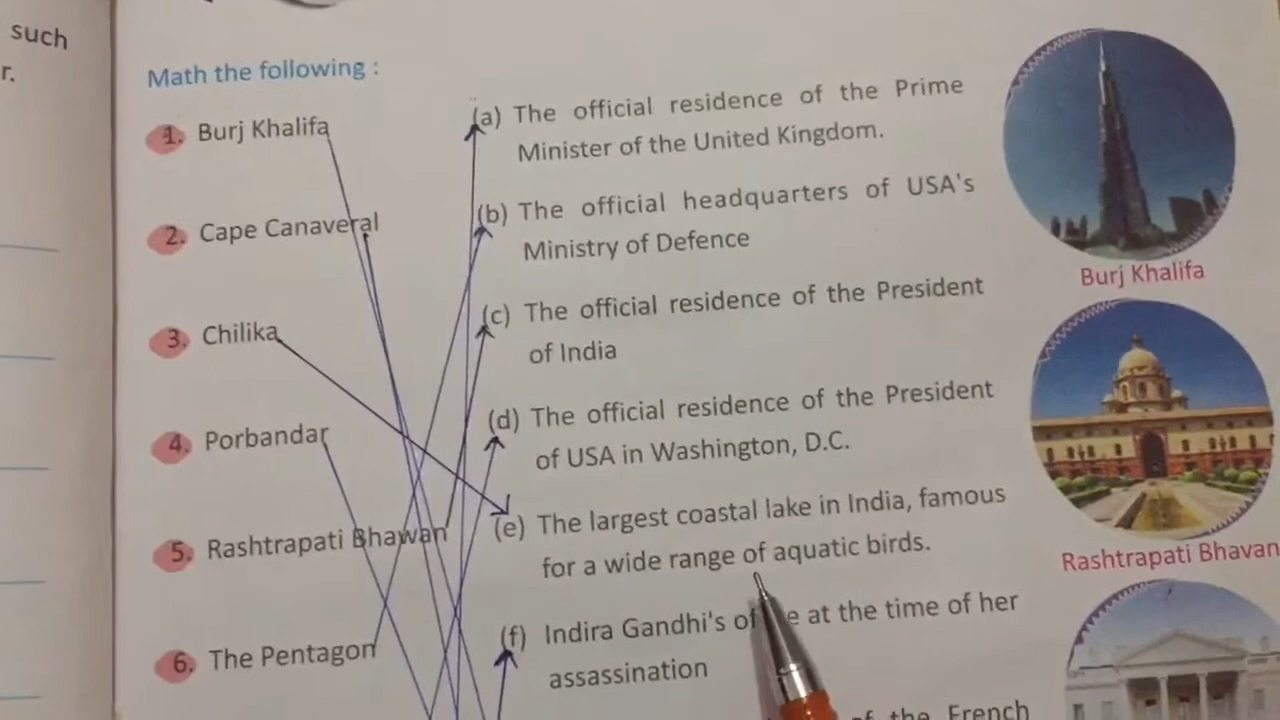 such
r.
Math the following :
1. Burj Khalifa
2. Cape Canaveral
3. Chilika
4. Porbandar
5. Rashtrapati Bhawan
6. The Pentagon
(a) The official residence of the Prime
Minister of the United Kingdom.
(b) The official headquarters of USA's
Ministry of Defence
(c) The official residence of the President
of India
(d) The official residence of the President
of USA in Washington, D.C.
(e) The largest coastal lake in India, famous
for a wide range of aquatic birds.
(f) Indira Gandhi's at the time of her
assassination
of the French
Burj Khalifa
Rashtrapati Bhavan